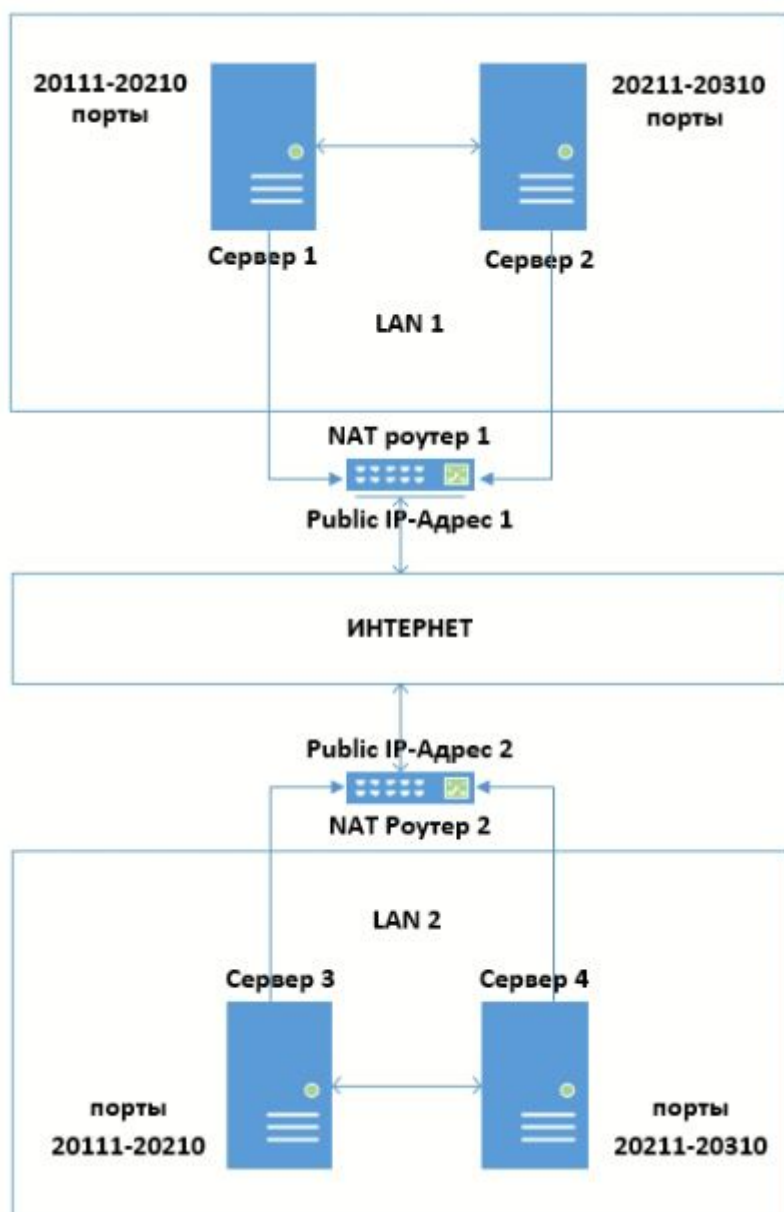 20111-20210
порты
20211-20310
порты
Сервер 1
Сервер 2
LAN 1
NAT роутер 1
Public IP-Адрес 1
ИНТЕРНЕТ
Public IP-Адрес 2
NAT Роутер 2
LAN 2
Сервер 3
Сервер 4
порты
20111-20210
порты
20211-20310